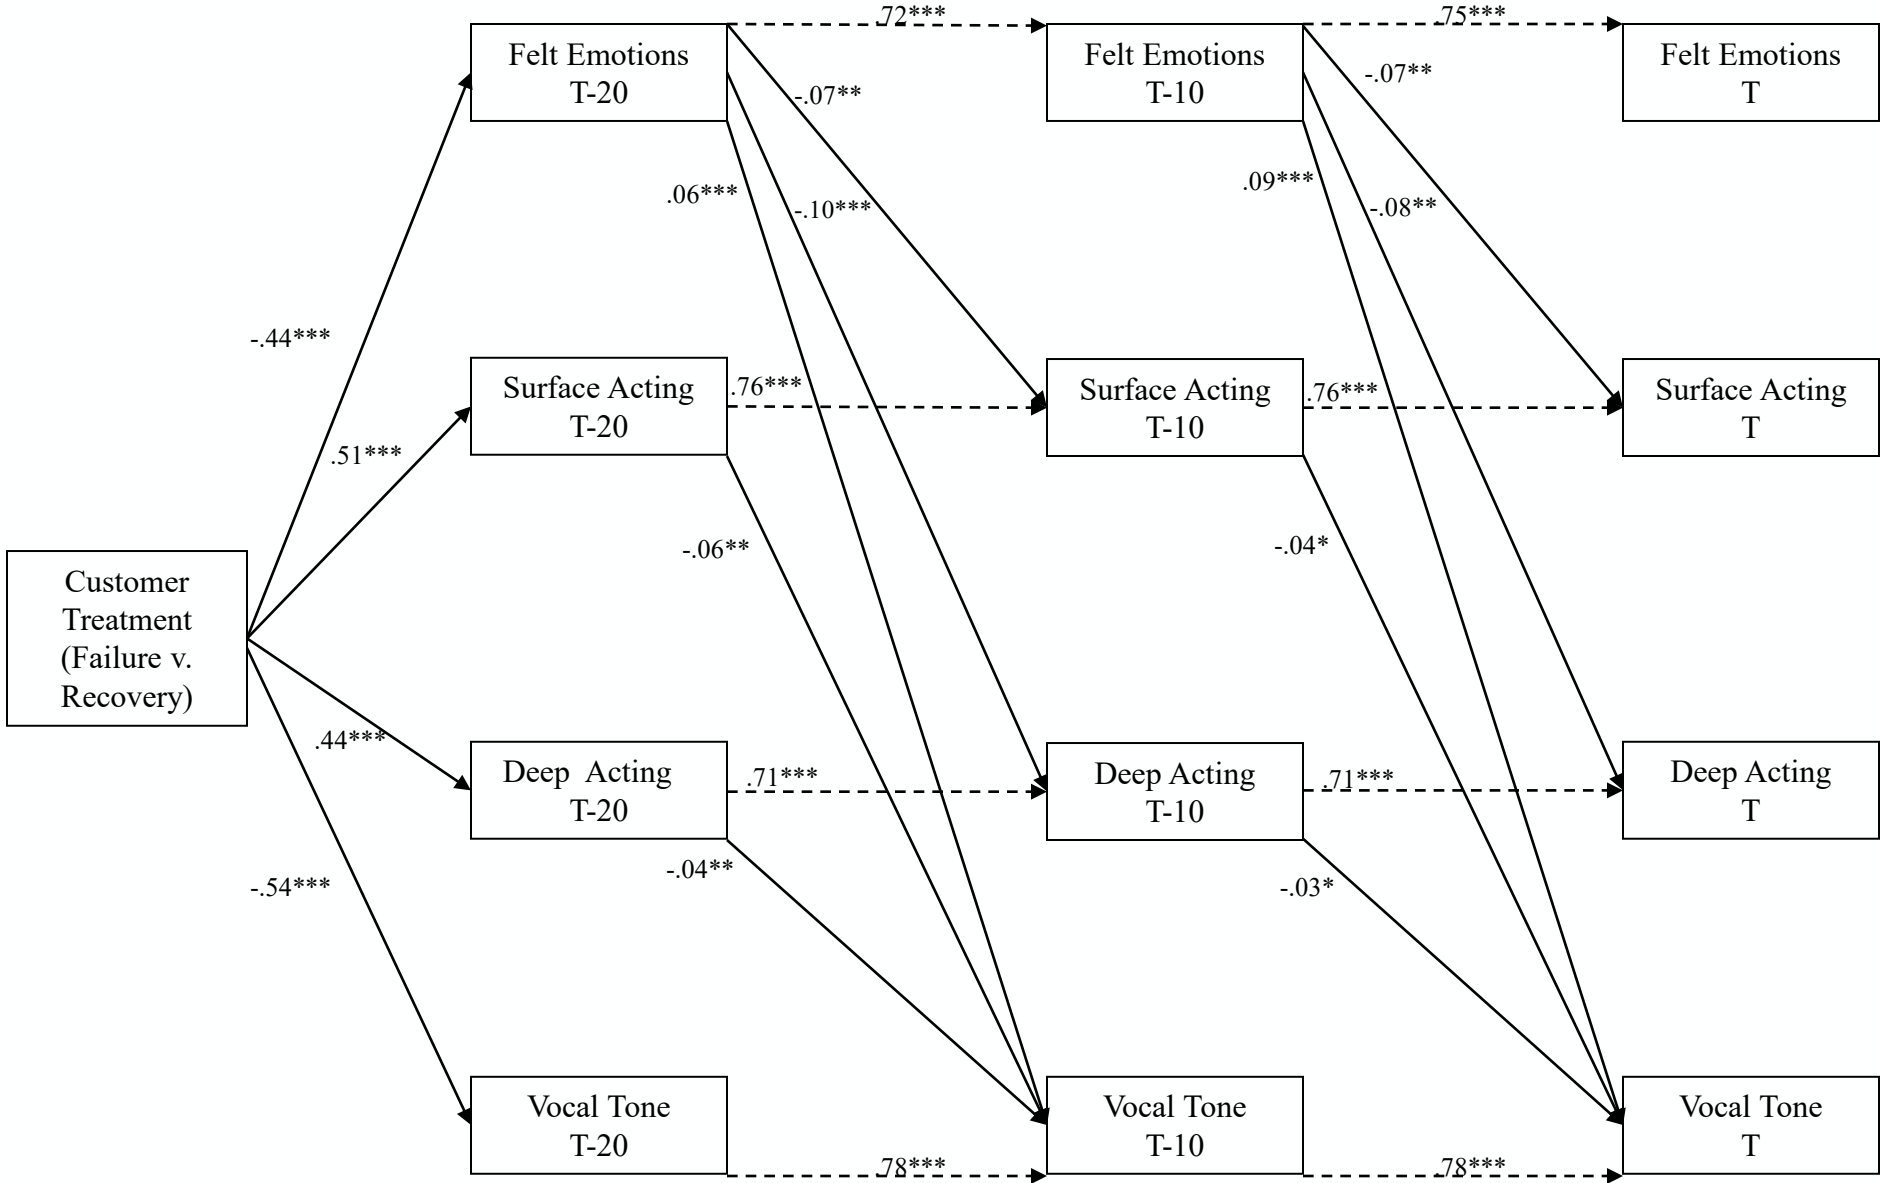 .72***
.75***
Felt Emotions
T-20
Felt Emotions
T-10
Felt Emotions
T
-.07**
-.07**
.06***
-.10***
.09***
-.08**
-.44***
Surface Acting
T-20
.76***
Surface Acting
T-10
.76***
Surface Acting
T
.51***
-.06**
-.04*
Customer
Treatment
(Failure v.
Recovery)
.44***
Deep Acting
T-20
.71***
Deep Acting
T-10
.71***
Deep Acting
T
-.54***
-.04**
-.03*
Vocal Tone
T-20
Vocal Tone
T-10
Vocal Tone
T
.78***
.78***